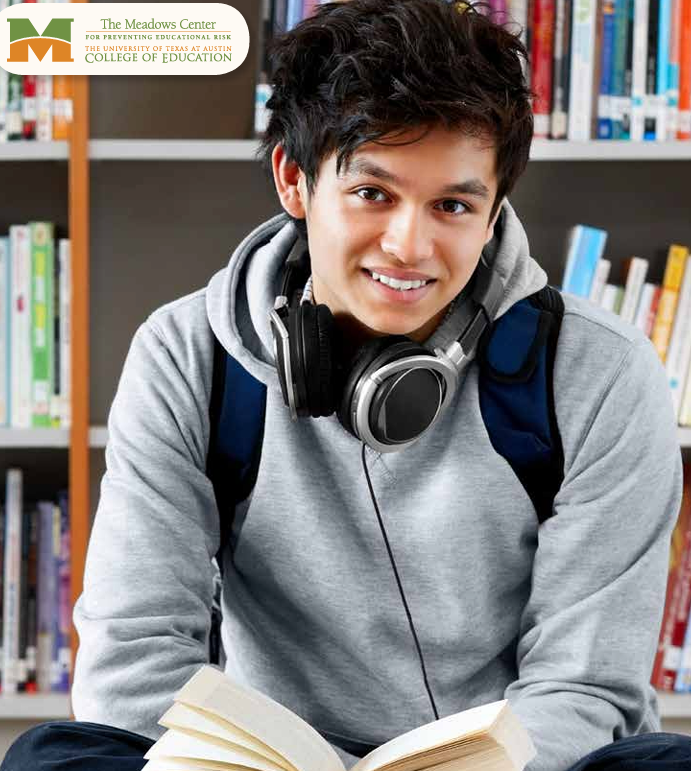 The Meadows Center
FOR PREVENTING EDUCATIONAL RISK
THE UNIVERSITY OF TEXAS AT AUSTIN
COLLEGE OF EDUCATION